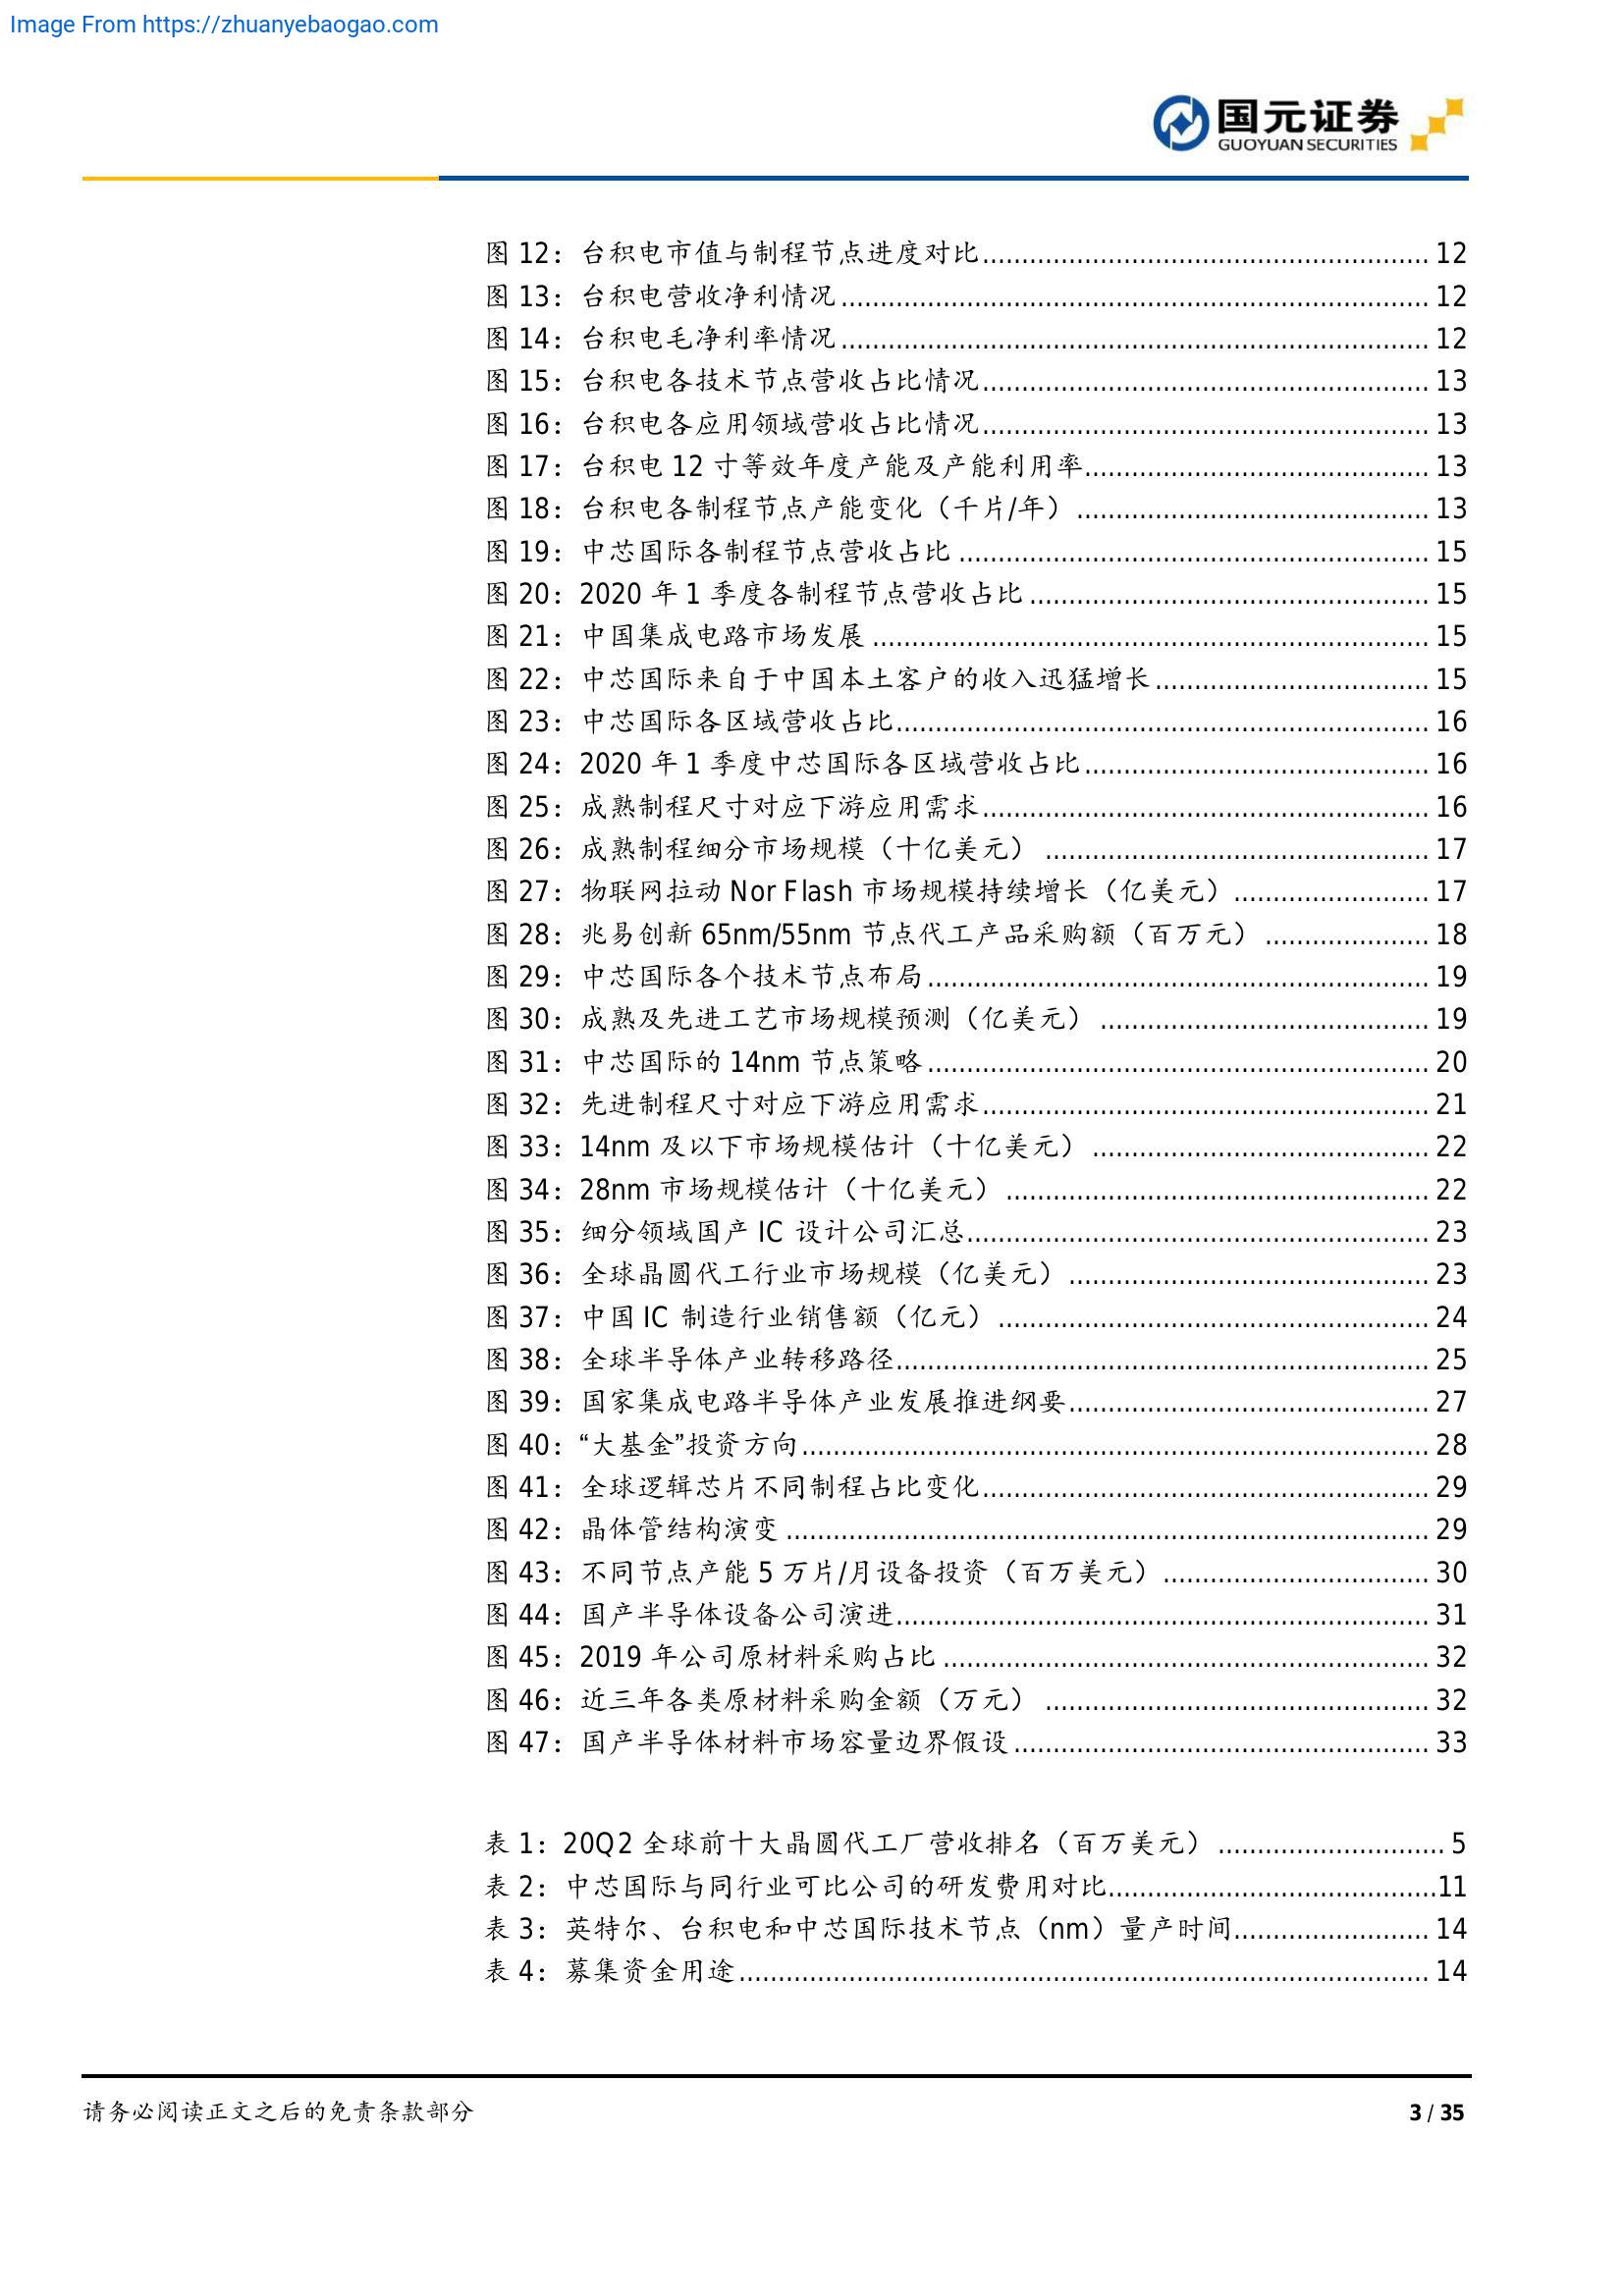 Image From https://zhuanyebaogao.com
国元证券
GUOYUAN SECURITIES
图 12：台积电市值与制程节点进度对比 12
图 13：台积电营收净利情况 12
图 14：台积电毛净利率情况 12
图 15：台积电各技术节点营收占比情况 13
图 16：台积电各应用领域营收占比情况 13
图 17：台积电 12 寸等效年度产能及产能利用率 13
图 18：台积电各制程节点产能变化（千片/年） 13
图 19：中芯国际各制程节点营收占比 15
图 20：2020 年 1 季度各制程节点营收占比 15
图 21：中国集成电路市场发展 15
图 22：中芯国际来自于中国本土客户的收入迅猛增长 15
图 23：中芯国际各区域营收占比 16
图 24：2020 年 1 季度中芯国际各区域营收占比 16
图 25：成熟制程尺寸对应下游应用需求 16
图 26：成熟制程细分市场规模（十亿美元） 17
图 27：物联网拉动 Nor Flash 市场规模持续增长（亿美元） 17
图 28：兆易创新 65nm/55nm 节点代工产品采购额（百万元） 18
图 29：中芯国际各个技术节点布局 19
图 30：成熟及先进工艺市场规模预测（亿美元） 19
图 31：中芯国际的 14nm 节点策略 20
图 32：先进制程尺寸对应下游应用需求 21
图 33：14nm 及以下市场规模估计（十亿美元） 22
图 34：28nm 市场规模估计（十亿美元） 22
图 35：细分领域国产 IC 设计公司汇总 23
图 36：全球晶圆代工行业市场规模（亿美元） 23
图 37：中国 IC 制造行业销售额（亿元） 24
图 38：全球半导体产业转移路径 25
图 39：国家集成电路半导体产业发展推进纲要 27
图 40：“大基金”投资方向 28
图 41：全球逻辑芯片不同制程占比变化 29
图 42：晶体管结构演变 29
图 43：不同节点产能 5 万片/月设备投资（百万美元） 30
图 44：国产半导体设备公司演进 31
图 45：2019 年公司原材料采购占比 32
图 46：近三年各类原材料采购金额（万元） 32
图 47：国产半导体材料市场容量边界假设 33
表 1：20Q2 全球前十大晶圆代工厂营收排名（百万美元） 5
表 2：中芯国际与同行业可比公司的研发费用对比 11
表 3：英特尔、台积电和中芯国际技术节点（nm）量产时间 14
表 4：募集资金用途 14
请务必阅读正文之后的免责条款部分 3 / 35